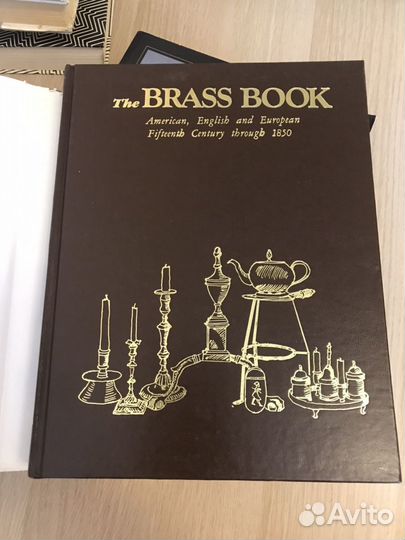 The BRASS BOOK
American, English and European
Fifteenth Century through 1850
Avito